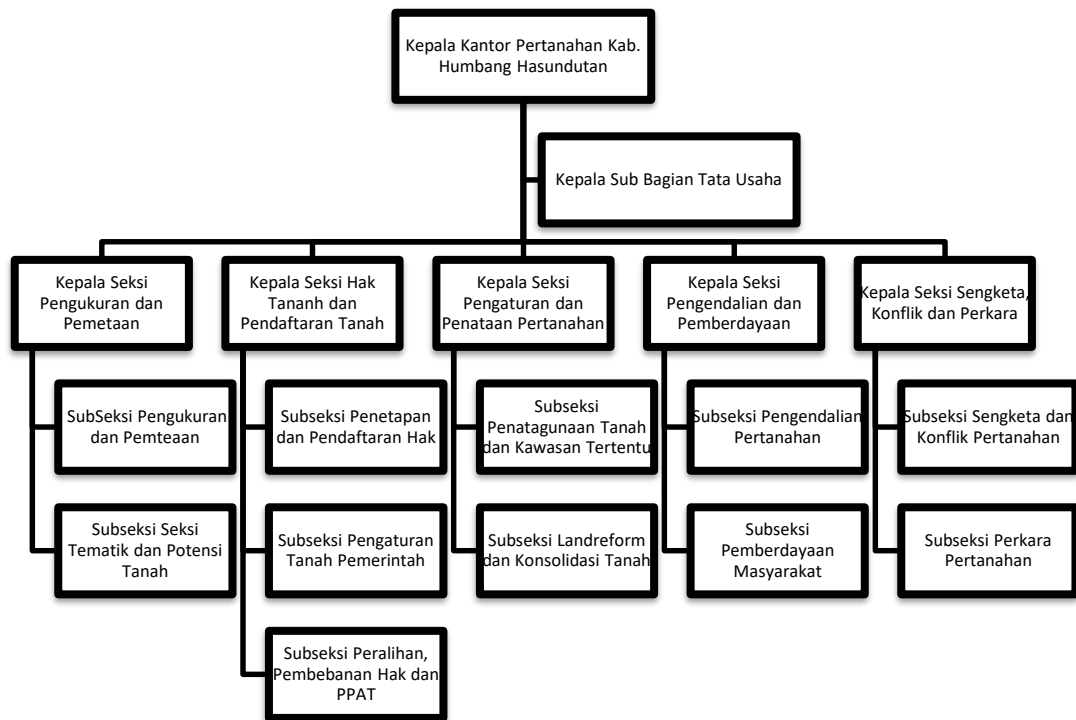 Kepala Kantor Pertanahan Kab.
Humbang Hasundutan
Kepala Sub Bagian Tata Usaha
Kepala Seksi
Pengukuran dan
Pemetaan
Kepala Seksi Hak
Tananh dan
Pendaftaran Tanah
Kepala Seksi
Pengaturan dan
Penataan Pertanahan
Kepala Seksi
Pengendalian dan
Pemberdayaan
Kepala Seksi Sengketa,
Konflik dan Perkara
SubSeksi Pengukuran
dan Pemteaan
Subseksi Penetapan
dan Pendaftaran Hak
Subseksi
Penatagunaan Tanah
dan Kawasan Tertentu
Subseksi Pengendalian
Pertanahan
Subseksi Sengketa dan
Konflik Pertanahan
Subseksi Seksi
Tematik dan Potensi
Tanah
Subseksi Pengaturan
Tanah Pemerintah
Subseksi Landreform
dan Konsolidasi Tanah
Subseksi
Pemberdayaan
Masyarakat
Subseksi Perkara
Pertanahan
Subseksi Peralihan,
Pembebanan Hak dan
PPAT